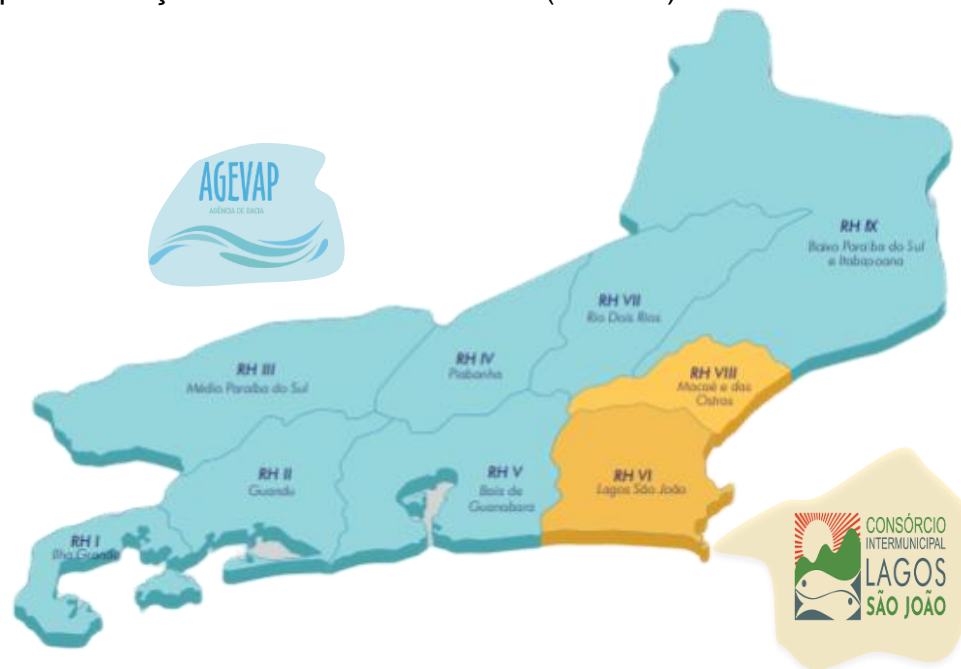 AGEVAP
AGÊNCIA DE BACIA
RH IX
Baixo Paraíba do Sul
e Itabapoana
RH VII
Rio Dois Rios
RH IV
Piabanha
RH III
Médio Paraíba do Sul
RH VIII
Macaé e das
Ostras
RH II
Guandu
RH V
Baia de
Guanabara
RH VI
Lagos São João
RH I
Ilha Grande
CONSÓRCIO
INTERMUNICIPAL
LAGOS
SÃO JOÃO